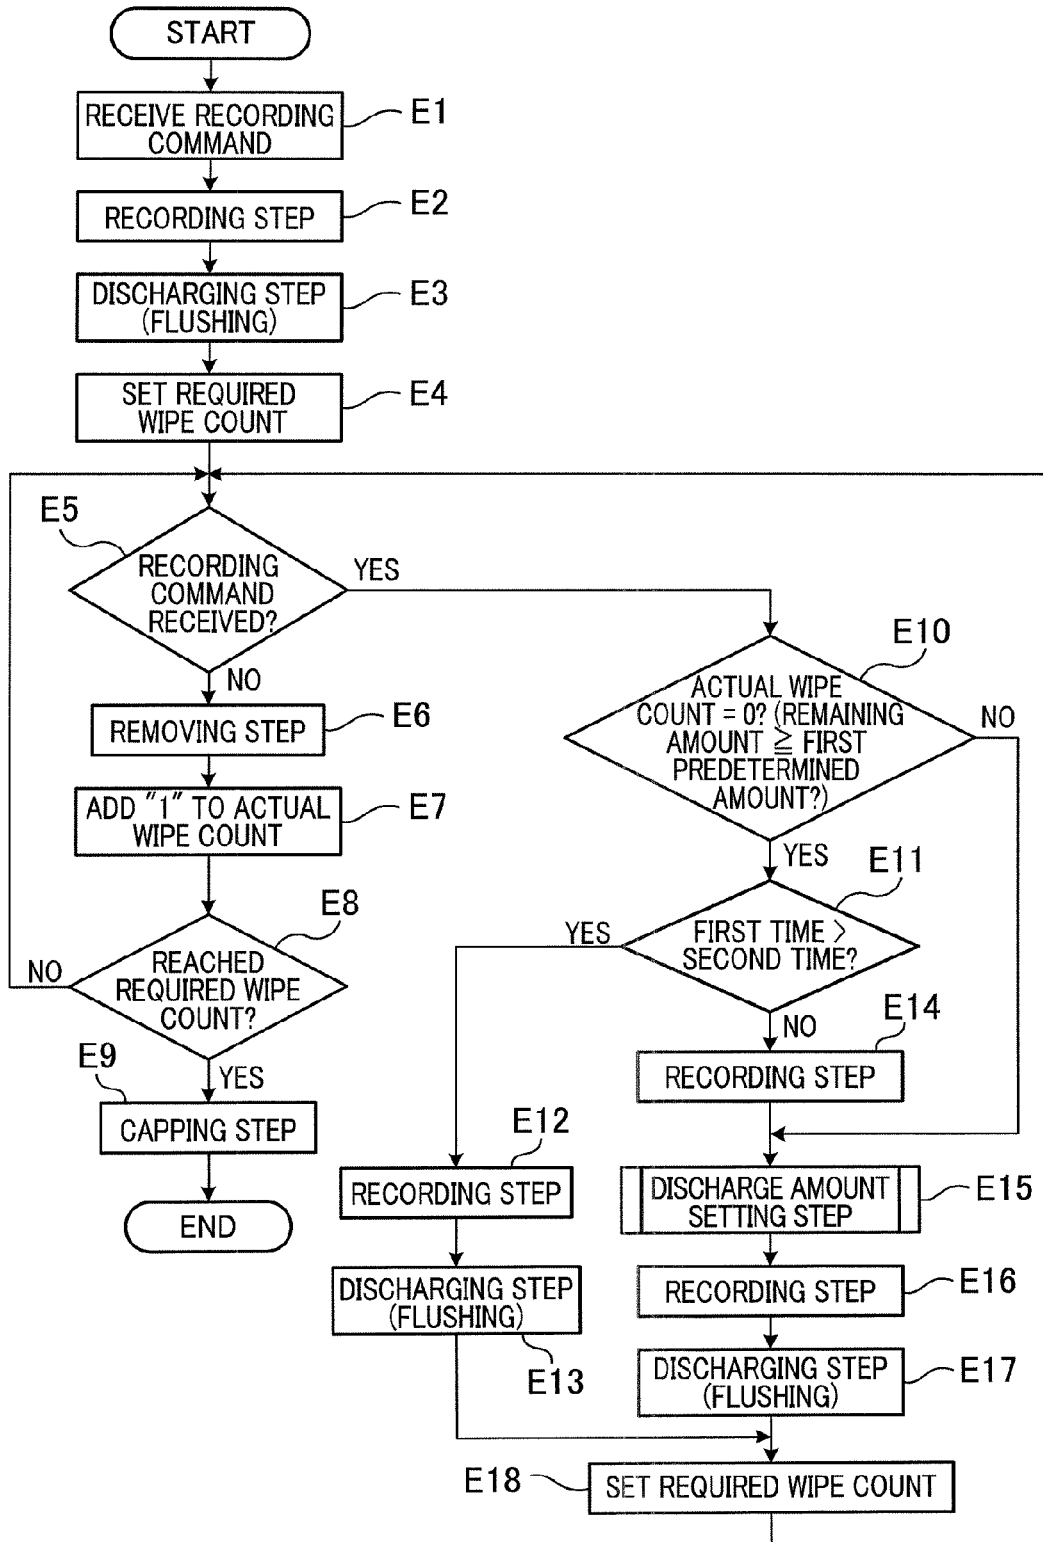 START
RECEIVE RECORDING
COMMAND
E1
RECORDING STEP
E2
DISCHARGING STEP
(FLUSHING)
E3
SET REQUIRED
WIPE COUNT
E4
E5
RECORDING
COMMAND
RECEIVED?
YES
NO
REMOVING STEP
E6
ADD "1" TO ACTUAL
WIPE COUNT
E7
E8
REACHED
REQUIRED WIPE
COUNT?
NO
YES
E9
CAPPING STEP
END
E10
ACTUAL WIPE
COUNT = 0? (REMAINING
AMOUNT ≧ FIRST
PREDETERMINED
AMOUNT?)
NO
YES
E11
FIRST TIME >
SECOND TIME?
YES
NO
E12
RECORDING STEP
DISCHARGING STEP
(FLUSHING)
E13
E14
RECORDING STEP
DISCHARGE AMOUNT
SETTING STEP
E15
RECORDING STEP
E16
DISCHARGING STEP
(FLUSHING)
E17
E18
SET REQUIRED WIPE COUNT